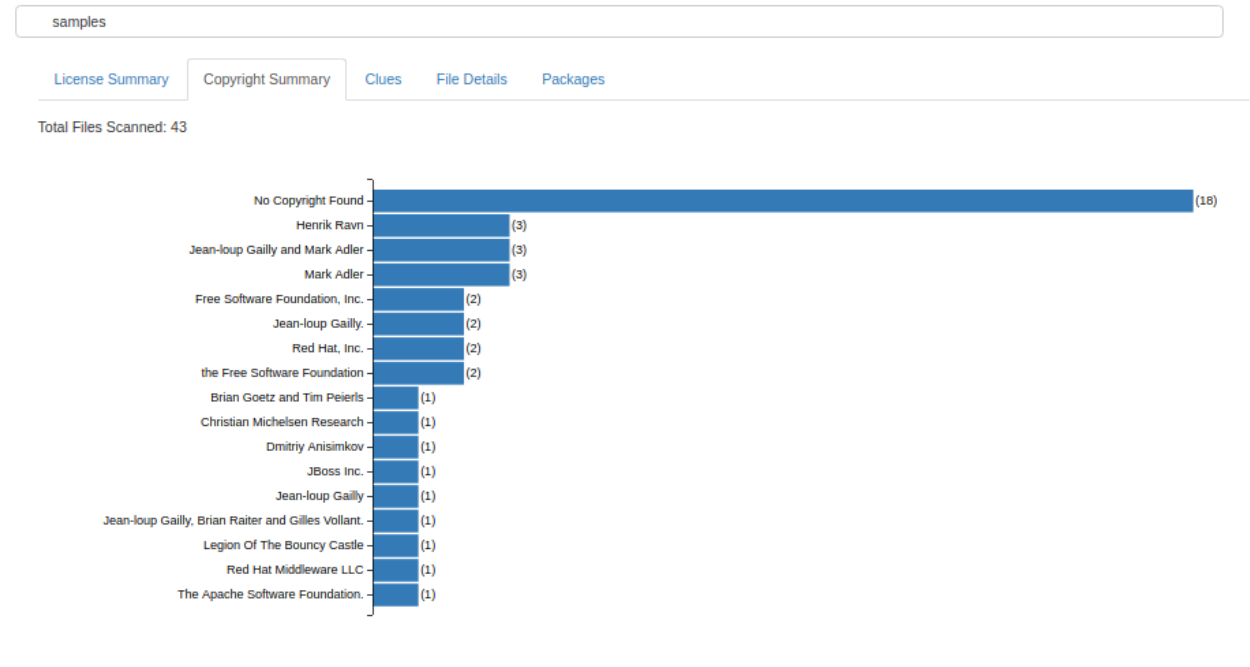 samples
License Summary Copyright Summary Clues File Details Packages
Total Files Scanned: 43
No Copyright Found (18)
Henrik Ravn (3)
Jean-loup Gailly and Mark Adler (3)
Mark Adler (3)
Free Software Foundation, Inc. (2)
Jean-loup Gailly. (2)
Red Hat, Inc. (2)
the Free Software Foundation (2)
Brian Goetz and Tim Peierls (1)
Christian Michelsen Research (1)
Dmitriy Anisimkov (1)
JBoss Inc. (1)
Jean-loup Gailly (1)
Jean-loup Gailly, Brian Raiter and Gilles Vollant. (1)
Legion Of The Bouncy Castle (1)
Red Hat Middleware LLC (1)
The Apache Software Foundation. (1)